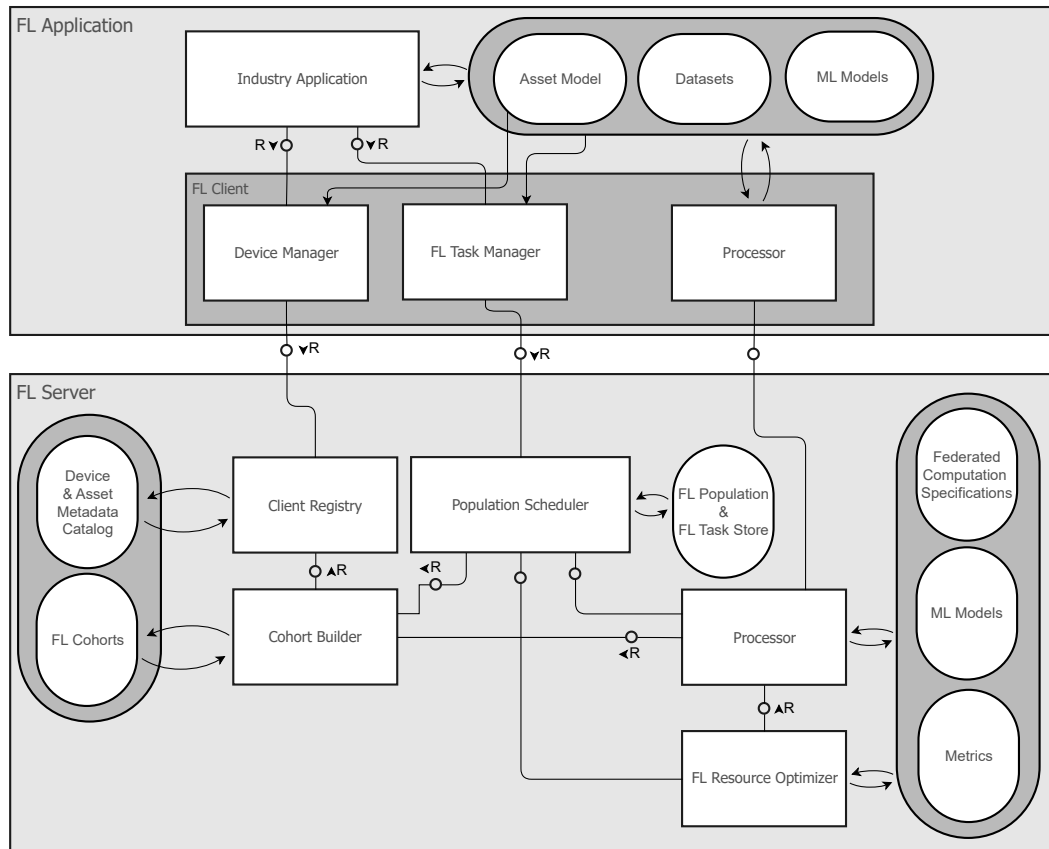 FL Application
Industry Application
Asset Model
Datasets
ML Models
R
R
FL Client
Device Manager
FL Task Manager
Processor
R
R
FL Server
Device
& Asset
Metadata
Catalog
Client Registry
Population Scheduler
FL Population
&
FL Task Store
Federated
Computation
Specifications
R
R
FL Cohorts
Cohort Builder
R
Processor
ML Models
R
FL Resource Optimizer
Metrics